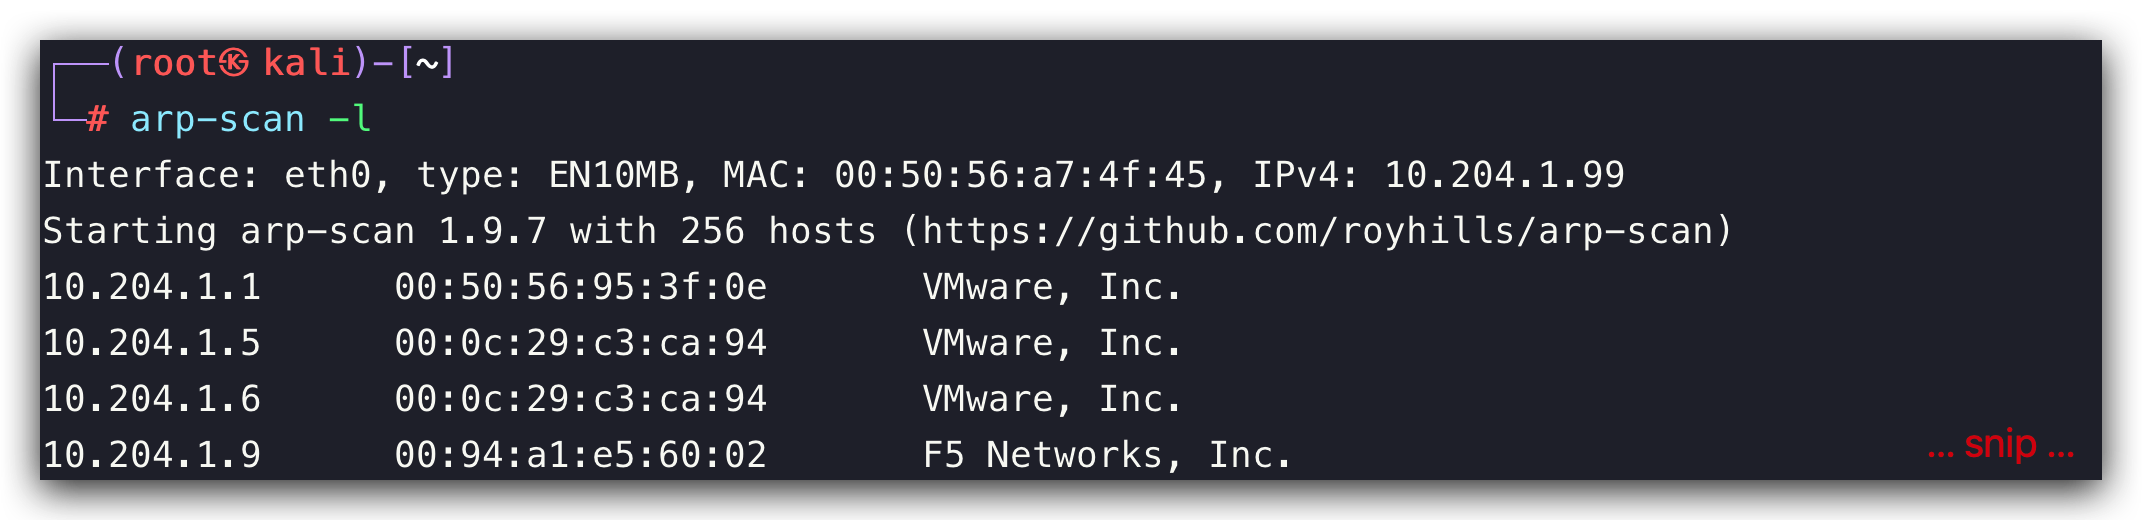 (root㉿kali)-[~]
# arp-scan -l
Interface: eth0, type: EN10MB, MAC: 00:50:56:a7:4f:45, IPv4: 10.204.1.99
Starting arp-scan 1.9.7 with 256 hosts (https://github.com/royhills/arp-scan)
10.204.1.1 00:50:56:95:3f:0e VMware, Inc.
10.204.1.5 00:0c:29:c3:ca:94 VMware, Inc.
10.204.1.6 00:0c:29:c3:ca:94 VMware, Inc.
10.204.1.9 00:94:a1:e5:60:02 F5 Networks, Inc.
... snip ...